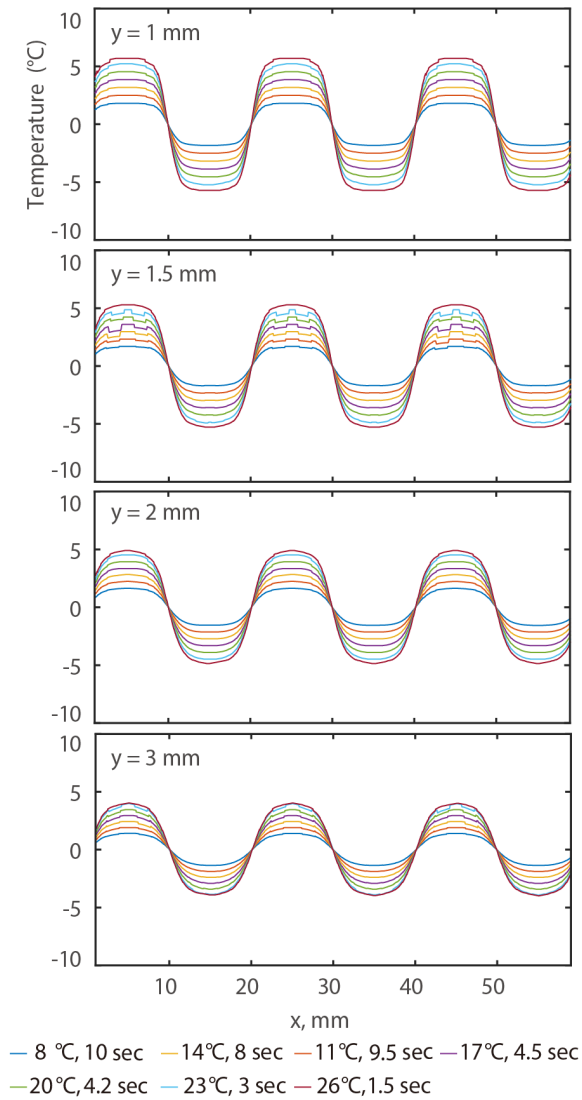 10
y = 1 mm
5
0
-5
-10
Temperature (℃)
10
y = 1.5 mm
5
0
-5
-10
10
y = 2 mm
5
0
-5
-10
10
y = 3 mm
5
0
-5
-10
10 20 30 40 50
x, mm
8 ℃, 10 sec 14℃, 8 sec 11℃, 9.5 sec 17℃, 4.5 sec
20℃, 4.2 sec 23℃, 3 sec 26℃,1.5 sec